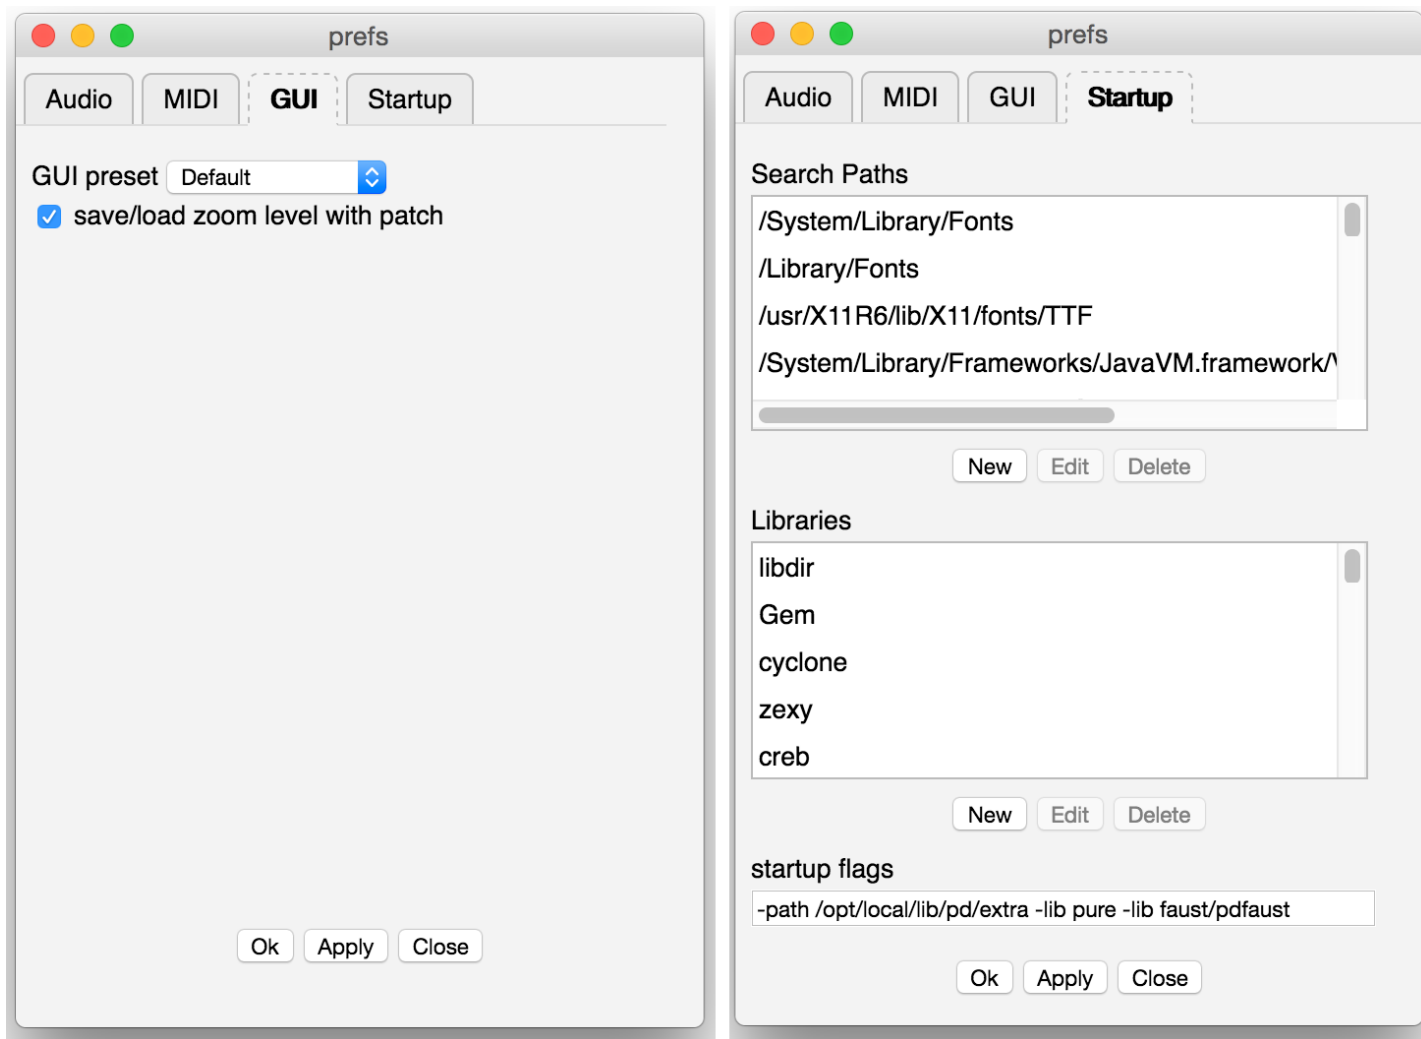 prefs
Audio MIDI GUI Startup
GUI preset Default
save/load zoom level with patch
Ok Apply Close
prefs
Audio MIDI GUI Startup
Search Paths
/System/Library/Fonts
/Library/Fonts
/usr/X11R6/lib/X11/fonts/TTF
/System/Library/Frameworks/JavaVM.framework/
New Edit Delete
Libraries
libdir
Gem
cyclone
zexy
creb
New Edit Delete
startup flags
-path /opt/local/lib/pd/extra -lib pure -lib faust/pdfaust
Ok Apply Close